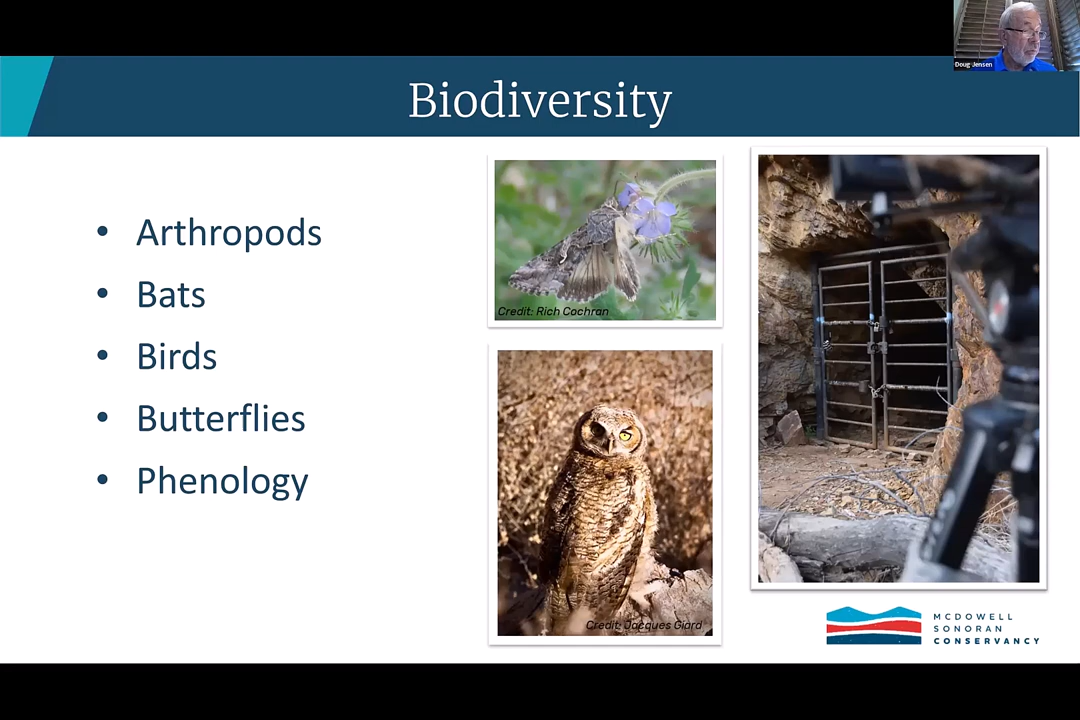 Doug Jensen
Biodiversity
• Arthropods
• Bats
• Birds
• Butterflies
• Phenology
Credit: Rich Cochran
Credit: Jacques Giard
MCDOWELL
SONORAN
CONSERVANCY